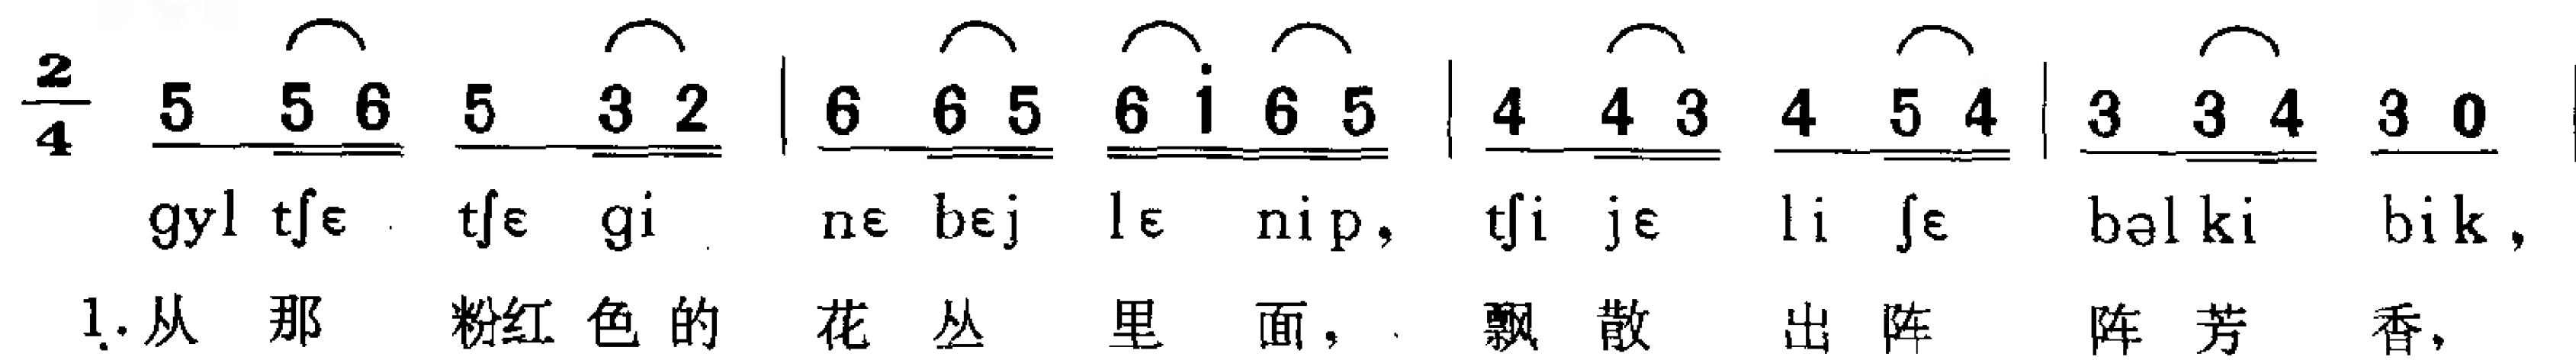 2/4 5 5 6 5 3 2 | 6 6 5 6 i 6 5 | 4 4 3 4 5 4 | 3 3 4 3 0 |
gyl tʃɛ tʃɛ gi nɛ bɛj lɛ nip, tʃi jɛ li ʃɛ bəl ki bik,
1. 从 那 粉红 色 的 花 丛 里 面, 飘 散 出 阵 阵 芳 香,